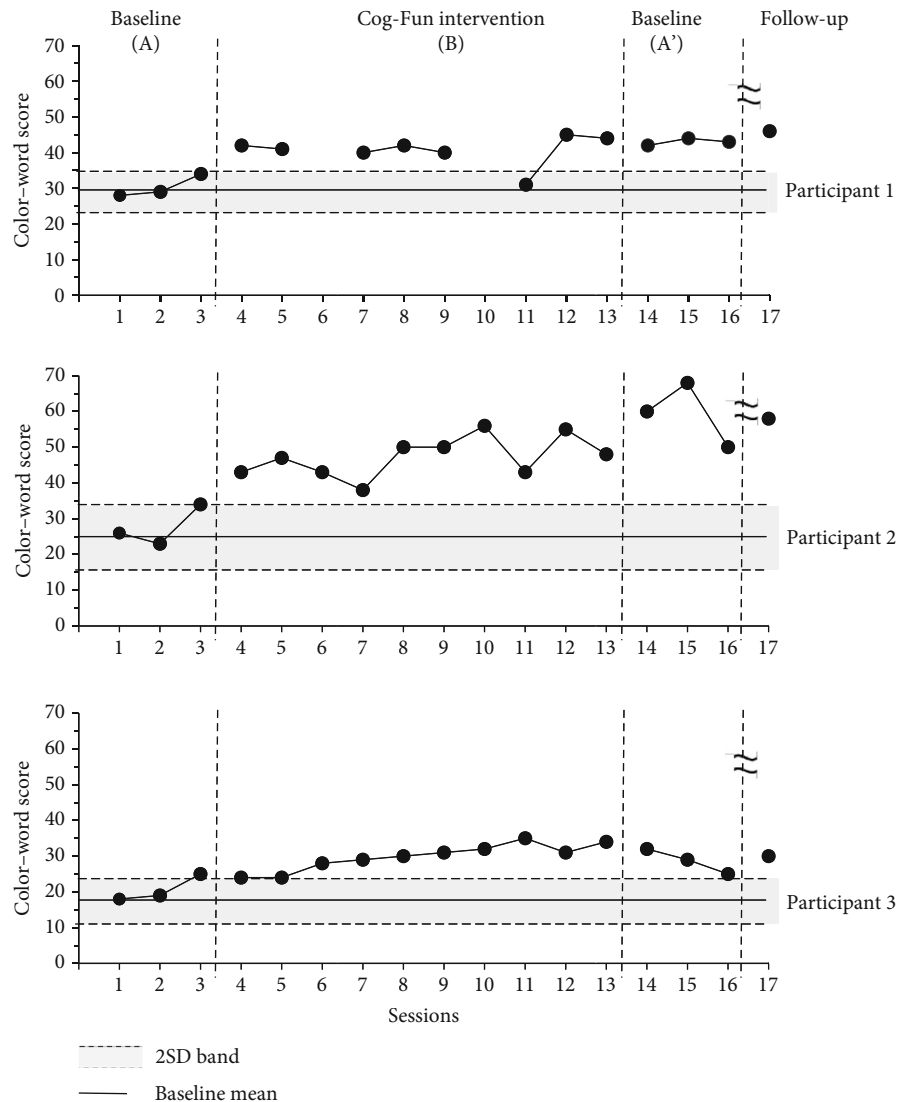 Baseline Cog-Fun intervention Baseline Follow-up
(A) (B) (A’)
70
60
50
40
30
20
10
0
Color–word score
Participant 1
1 2 3 4 5 6 7 8 9 10 11 12 13 14 15 16 17
70
60
50
40
30
20
10
0
Color–word score
Participant 2
1 2 3 4 5 6 7 8 9 10 11 12 13 14 15 16 17
70
60
50
40
30
20
10
0
Color–word score
Participant 3
1 2 3 4 5 6 7 8 9 10 11 12 13 14 15 16 17
Sessions
2SD band
Baseline mean